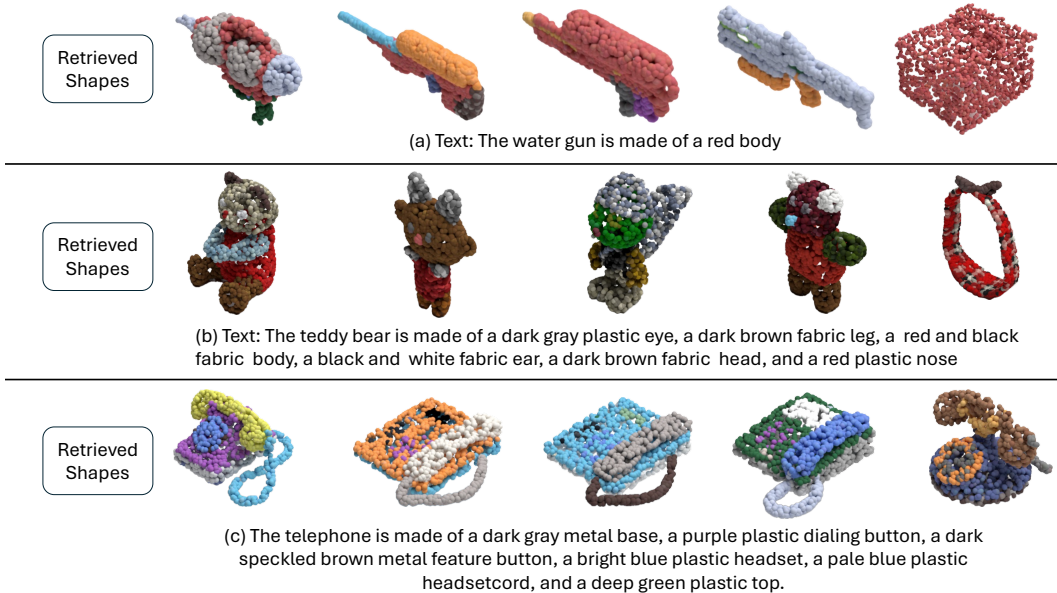 Retrieved
Shapes
(a) Text: The water gun is made of a red body
Retrieved
Shapes
(b) Text: The teddy bear is made of a dark gray plastic eye, a dark brown fabric leg, a red and black
fabric body, a black and white fabric ear, a dark brown fabric head, and a red plastic nose
Retrieved
Shapes
(c) The telephone is made of a dark gray metal base, a purple plastic dialing button, a dark
speckled brown metal feature button, a bright blue plastic headset, a pale blue plastic
headsetcord, and a deep green plastic top.